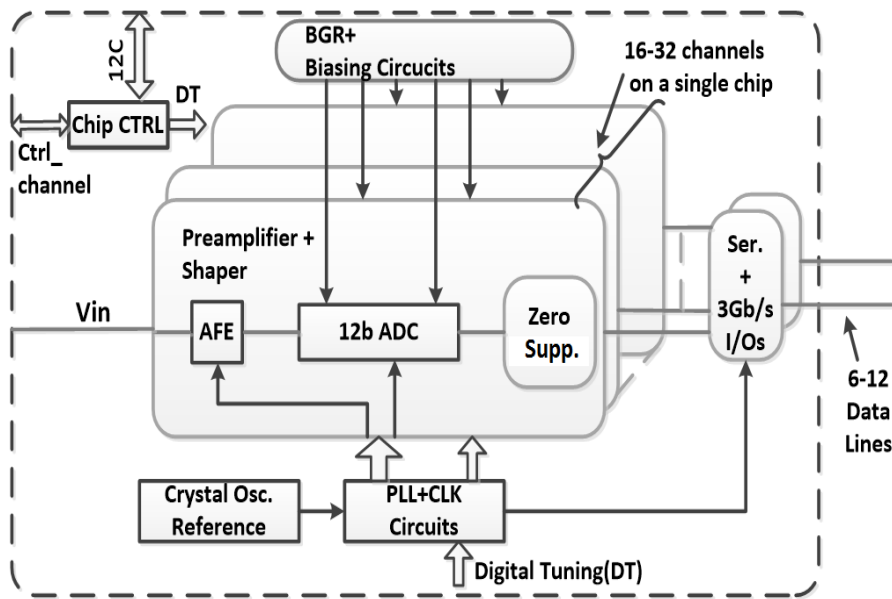 BGR+
Biasing Circucits
16-32 channels
on a single chip
12C
DT
Chip CTRL
Ctrl_
channel
Preamplifier +
Shaper
Ser.
+
3Gb/s
I/Os
Vin
AFE
12b ADC
Zero
Supp.
6-12
Data
Lines
Crystal Osc.
Reference
PLL+CLK
Circuits
Digital Tuning(DT)